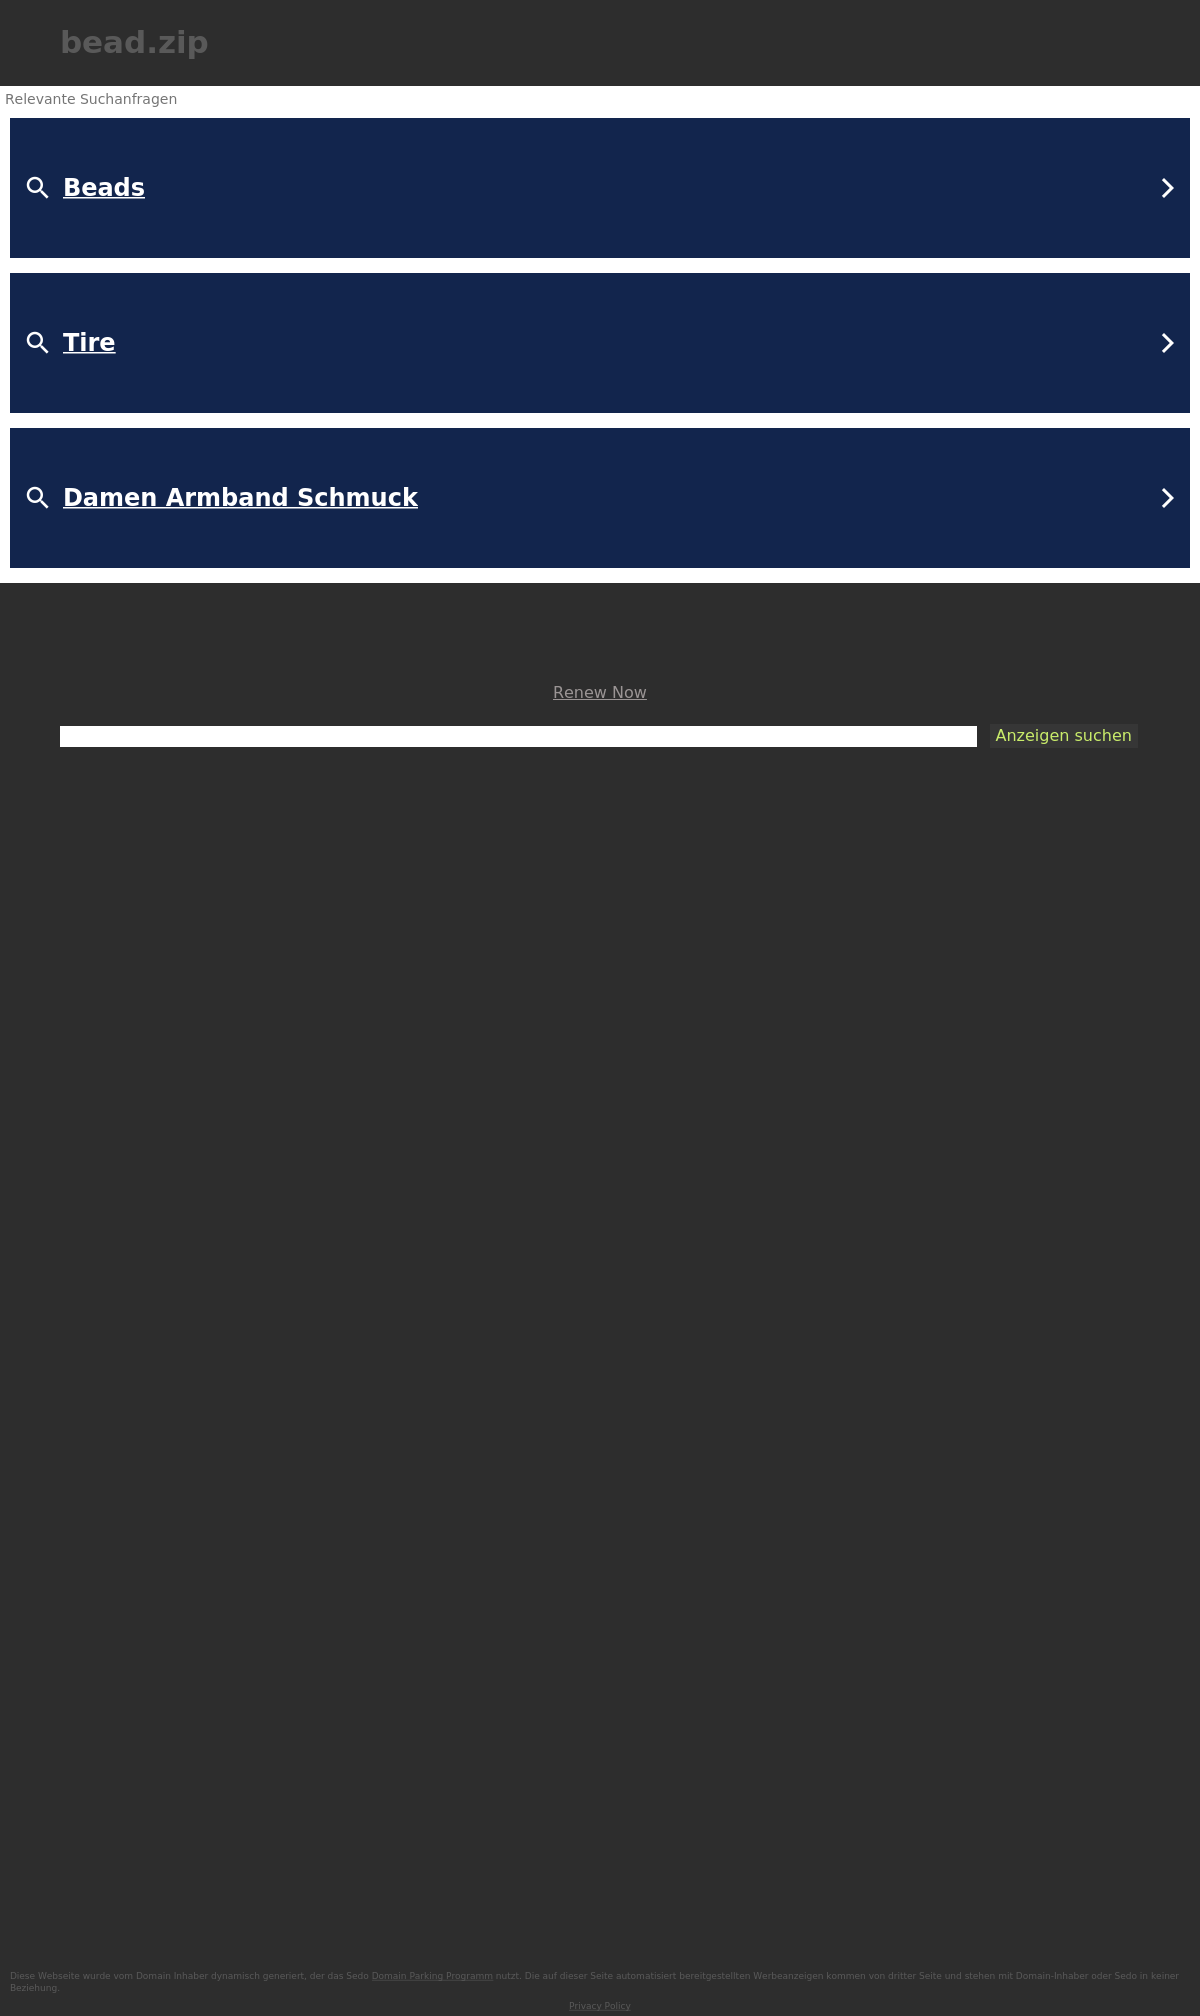 bead.zip
Relevante Suchanfragen
Beads
Tire
Damen Armband Schmuck
Renew Now
Anzeigen suchen
Diese Webseite wurde vom Domain Inhaber dynamisch generiert, der das Sedo Domain Parking Programm nutzt. Die auf dieser Seite automatisiert bereitgestellten Werbeanzeigen kommen von dritter Seite und stehen mit Domain-Inhaber oder Sedo in keiner
Beziehung.
Privacy Policy